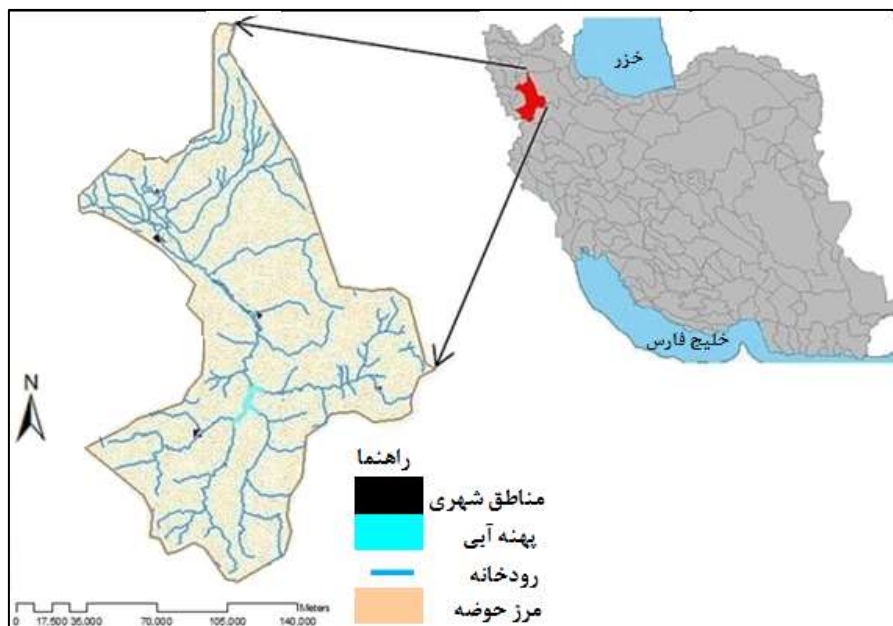 خزر
خلیج فارس
N
راهنما
مناطق شهری
پهنه آبی
رودخانه
مرز حوضه
Meters
0 17,500 35,000 70,000 105,000 140,000